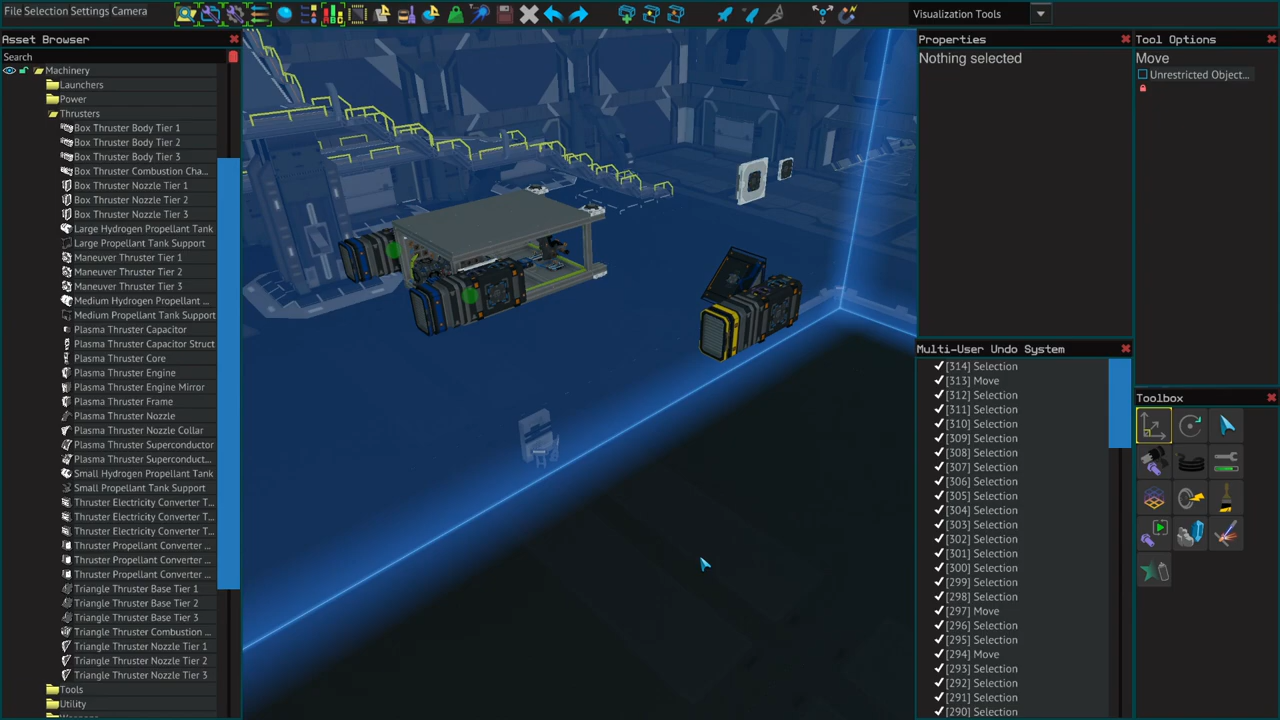 File Selection Settings Camera
Visualization Tools
Asset Browser
Search
Machinery
Launchers
Power
Thrusters
Box Thruster Body Tier 1
Box Thruster Body Tier 2
Box Thruster Body Tier 3
Box Thruster Combustion Cha...
Box Thruster Nozzle Tier 1
Box Thruster Nozzle Tier 2
Box Thruster Nozzle Tier 3
Large Hydrogen Propellant Tank
Large Propellant Tank Support
Maneuver Thruster Tier 1
Maneuver Thruster Tier 2
Maneuver Thruster Tier 3
Medium Hydrogen Propellant ...
Medium Propellant Tank Support
Plasma Thruster Capacitor
Plasma Thruster Capacitor Struct
Plasma Thruster Core
Plasma Thruster Engine
Plasma Thruster Engine Mirror
Plasma Thruster Frame
Plasma Thruster Nozzle
Plasma Thruster Nozzle Collar
Plasma Thruster Superconductor
Plasma Thruster Superconduct...
Small Hydrogen Propellant Tank
Small Propellant Tank Support
Thruster Electricity Converter T...
Thruster Electricity Converter T...
Thruster Electricity Converter T...
Thruster Propellant Converter ...
Thruster Propellant Converter ...
Thruster Propellant Converter ...
Triangle Thruster Base Tier 1
Triangle Thruster Base Tier 2
Triangle Thruster Base Tier 3
Triangle Thruster Combustion ...
Triangle Thruster Nozzle Tier 1
Triangle Thruster Nozzle Tier 2
Triangle Thruster Nozzle Tier 3
Tools
Utility
Properties
Nothing selected
Tool Options
Move
Unrestricted Object...
Multi-User Undo System
[314] Selection
[313] Move
[312] Selection
[311] Selection
[310] Selection
[309] Selection
[308] Selection
[307] Selection
[306] Selection
[305] Selection
[304] Selection
[303] Selection
[302] Selection
[301] Selection
[300] Selection
[299] Selection
[298] Selection
[297] Move
[296] Selection
[295] Selection
[294] Move
[293] Selection
[292] Selection
[291] Selection
[290] Selection
Toolbox